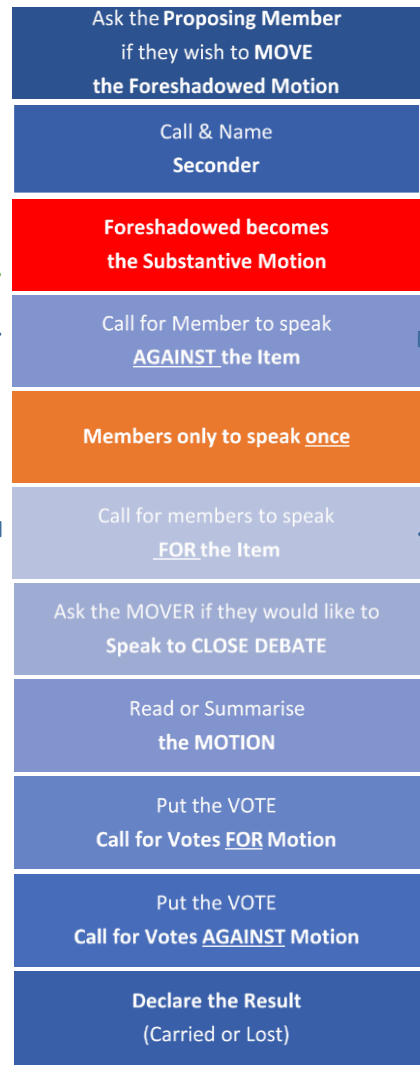 Ask the Proposing Member
if they wish to MOVE
the Foreshadowed Motion
Call & Name
Seconder
Foreshadowed becomes
the Substantive Motion
Call for Member to speak
AGAINST the Item
Members only to speak once
Call for members to speak
FOR the Item
Ask the MOVER if they would like to
Speak to CLOSE DEBATE
Read or Summarise
the MOTION
Put the VOTE
Call for Votes FOR Motion
Put the VOTE
Call for Votes AGAINST Motion
Declare the Result
(Carried or Lost)